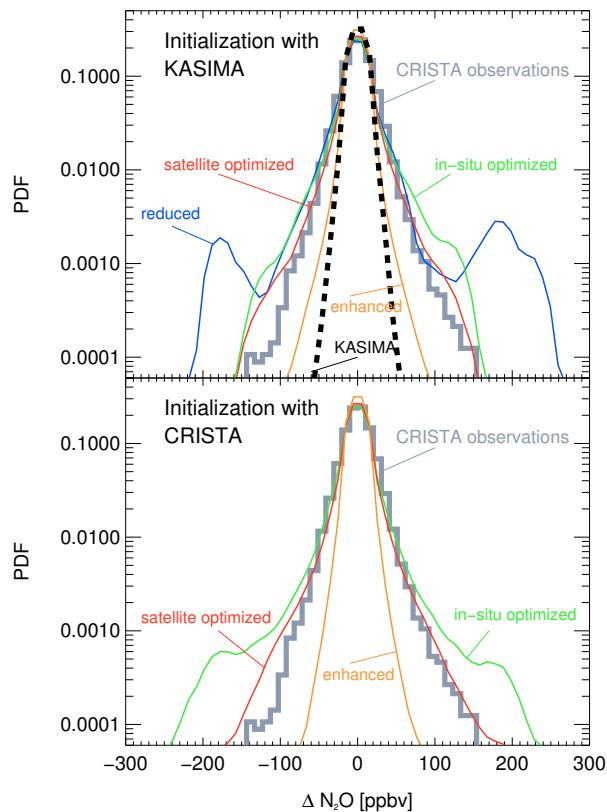 Initialization with
KASIMA
CRISTA observations
satellite optimized
in-situ optimized
reduced
enhanced
KASIMA
PDF
0.1000
0.0100
0.0010
0.0001
Initialization with
CRISTA
CRISTA observations
satellite optimized
in-situ optimized
enhanced
PDF
0.1000
0.0100
0.0010
0.0001
−300 −200 −100 0 100 200 300
Δ N₂O [ppbv]